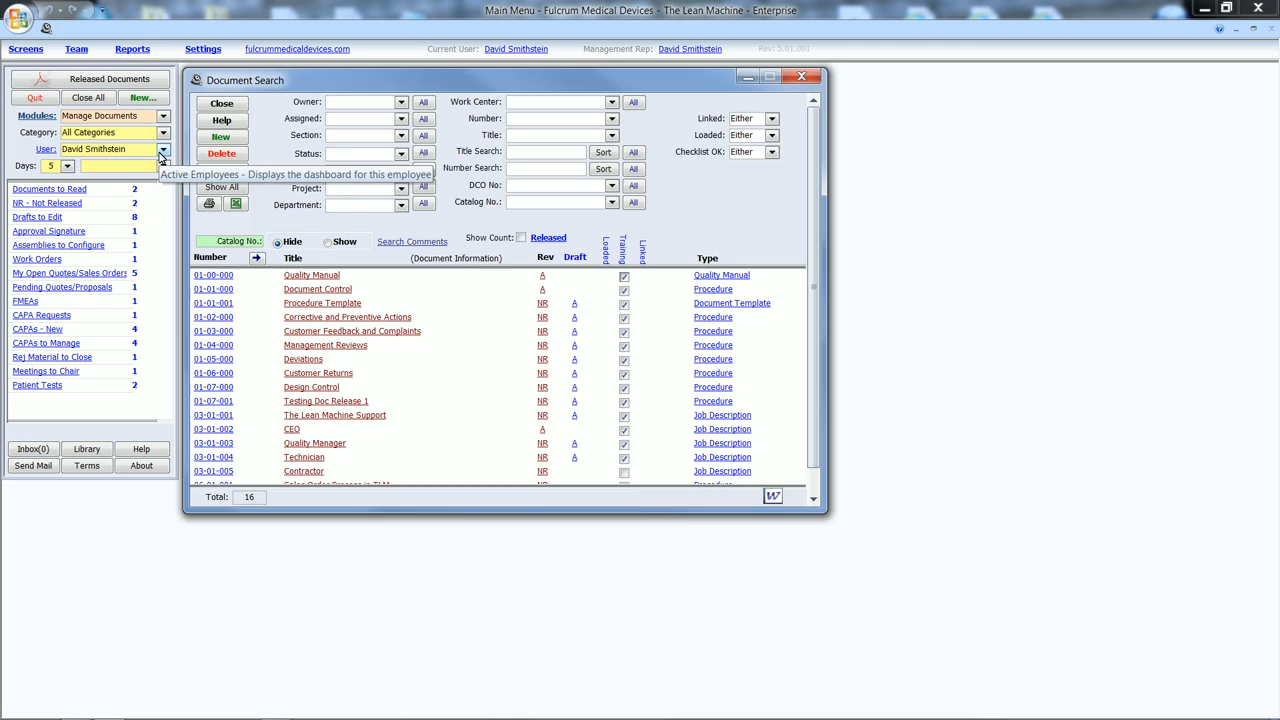 Main Menu - Fulcrum Medical Devices - The Lean Machine - Enterprise
Screens Team Reports Settings fulcrummedicaldevices.com Current User: David Smithstein Management Rep: David Smithstein Rev: 5.01.001
Released Documents
Quit Close All New...
Modules: Manage Documents
Category: All Categories
User: David Smithstein
Days: 5
Documents to Read 2
NR - Not Released 2
Drafts to Edit 8
Approval Signature 1
Assemblies to Configure 1
Work Orders 1
My Open Quotes/Sales Orders 5
Pending Quotes/Proposals 1
FMEAs 1
CAPA Requests 1
CAPAs - New 4
CAPAs to Manage 4
Rej Material to Close 1
Meetings to Chair 1
Patient Tests 2
Inbox(0) Library Help
Send Mail Terms About
Document Search
Close Owner: All Work Center: All
Help Assigned: All Number: Linked: Either
New Section: All Title: Loaded: Either
Delete Status: All Title Search: Sort All Checklist OK: Either
Active Employees - Displays the dashboard for this employee
Number Search: Sort All
Show All Project: All DCO No: All
Department: All Catalog No.: All
Catalog No.: Hide Show Search Comments Show Count: Released
Loaded Training Linked
Number Title (Document Information) Rev Draft Type
01-00-000 Quality Manual A Quality Manual
01-01-000 Document Control A Procedure
01-01-001 Procedure Template NR A Document Template
01-02-000 Corrective and Preventive Actions NR A Procedure
01-03-000 Customer Feedback and Complaints NR A Procedure
01-04-000 Management Reviews NR A Procedure
01-05-000 Deviations NR A Procedure
01-06-000 Customer Returns NR A Procedure
01-07-000 Design Control NR A Procedure
01-07-001 Testing Doc Release 1 NR A Procedure
03-01-001 The Lean Machine Support NR A Job Description
03-01-002 CEO A Job Description
03-01-003 Quality Manager NR A Job Description
03-01-004 Technician NR A Job Description
03-01-005 Contractor NR Job Description
Total: 16
W